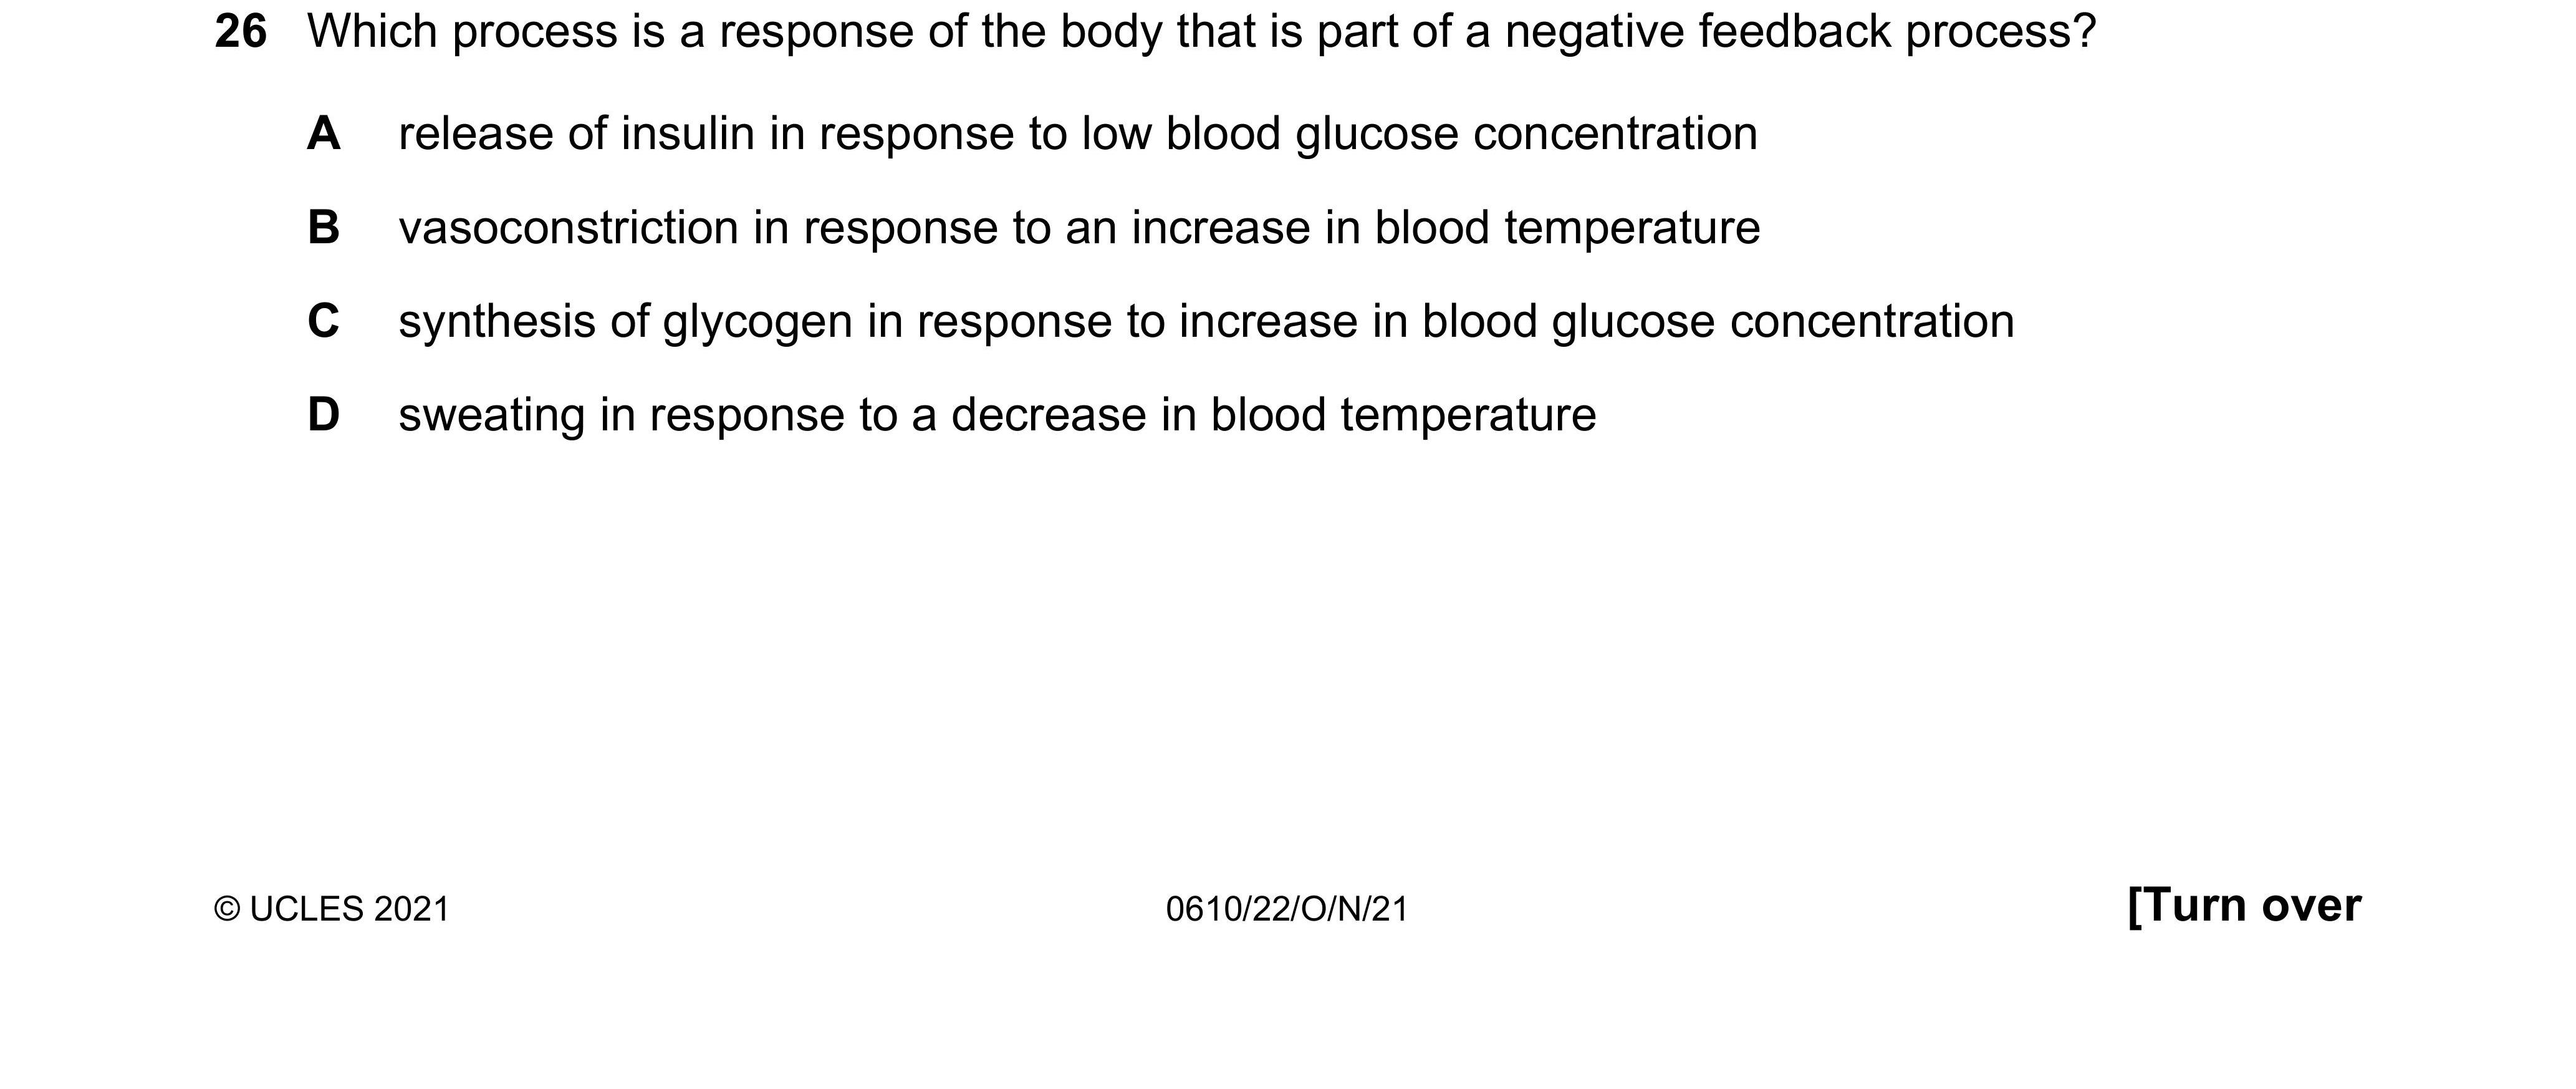 26 Which process is a response of the body that is part of a negative feedback process?
A release of insulin in response to low blood glucose concentration
B vasoconstriction in response to an increase in blood temperature
C synthesis of glycogen in response to increase in blood glucose concentration
D sweating in response to a decrease in blood temperature
© UCLES 2021 0610/22/O/N/21 [Turn over